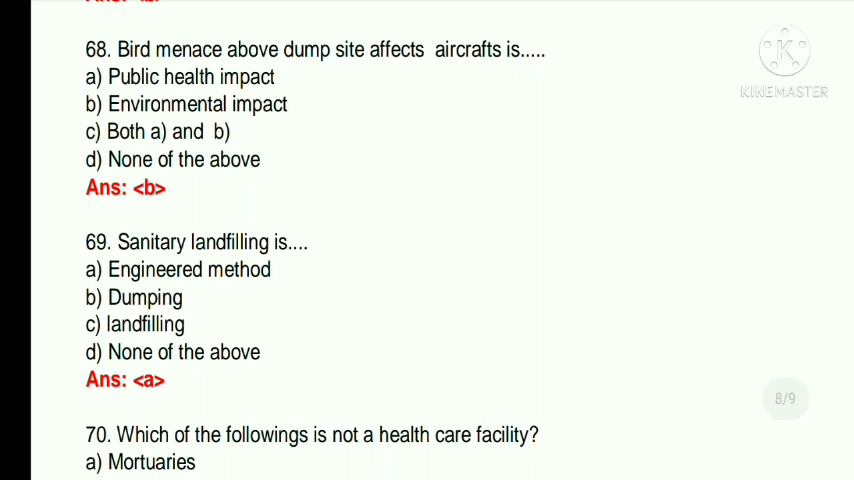 68. Bird menace above dump site affects aircrafts is.....
a) Public health impact
b) Environmental impact
c) Both a) and b)
d) None of the above
Ans: <b>
K
KINEMASTER
69. Sanitary landfilling is....
a) Engineered method
b) Dumping
c) landfilling
d) None of the above
Ans: <a>
8/9
70. Which of the followings is not a health care facility?
a) Mortuaries